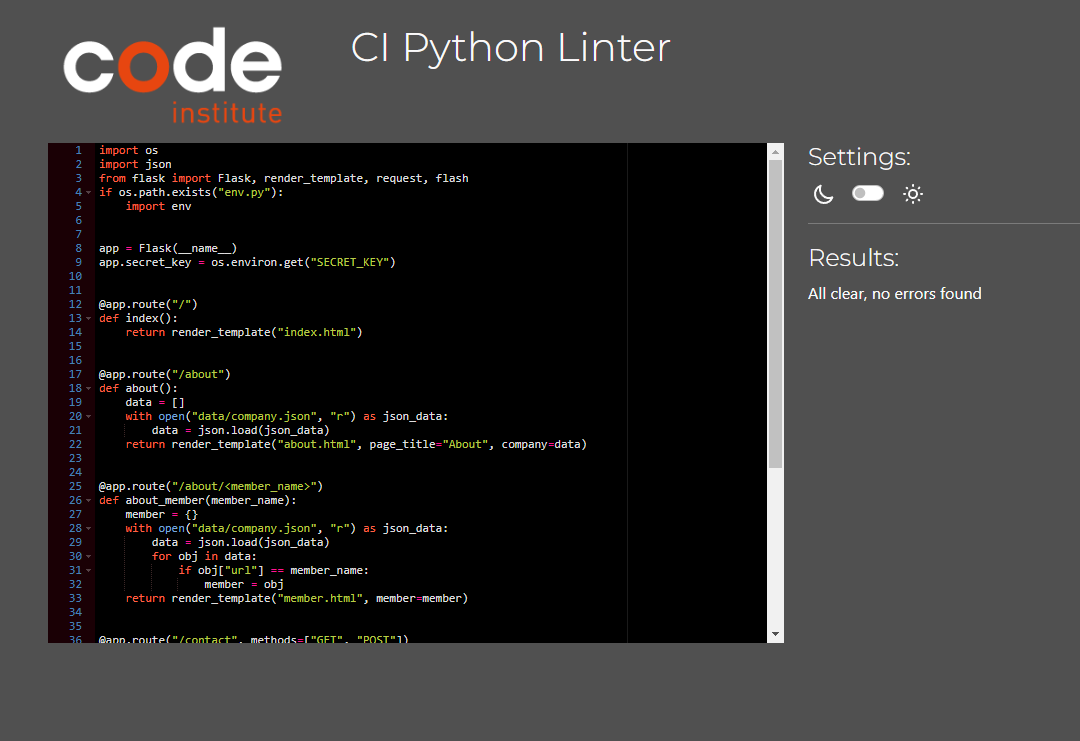 code
institute
CI Python Linter
1 import os
2 import json
3 from flask import Flask, render_template, request, flash
4 if os.path.exists("env.py"):
5     import env
6
7
8 app = Flask(__name__)
9 app.secret_key = os.environ.get("SECRET_KEY")
10
11
12 @app.route("/")
13 def index():
14     return render_template("index.html")
15
16
17 @app.route("/about")
18 def about():
19     data = []
20     with open("data/company.json", "r") as json_data:
21         data = json.load(json_data)
22     return render_template("about.html", page_title="About", company=data)
23
24
25 @app.route("/about/<member_name>")
26 def about_member(member_name):
27     member = {}
28     with open("data/company.json", "r") as json_data:
29         data = json.load(json_data)
30         for obj in data:
31             if obj["url"] == member_name:
32                 member = obj
33     return render_template("member.html", member=member)
34
35
36 @app.route("/contact", methods=["GET", "POST"])
Settings:
Results:
All clear, no errors found